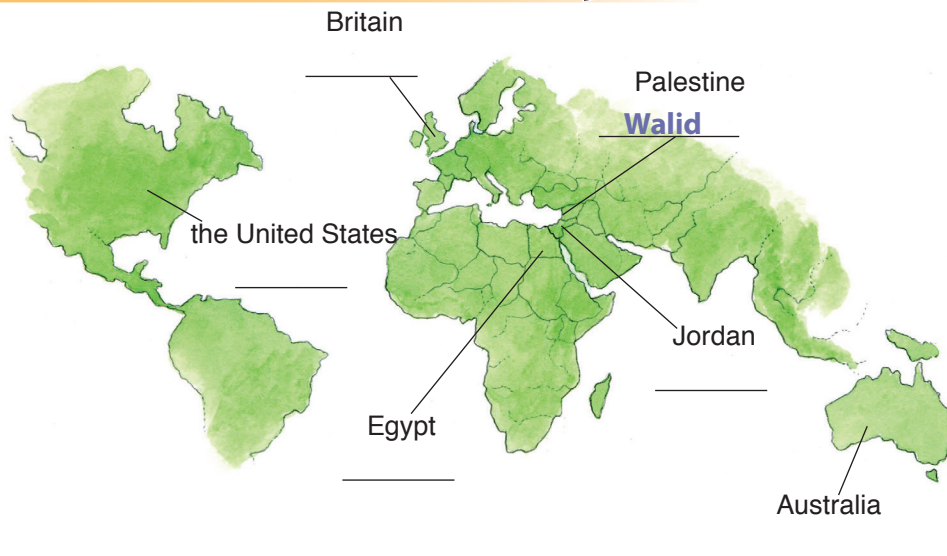 Britain
Palestine
Walid
the United States
Jordan
Egypt
Australia